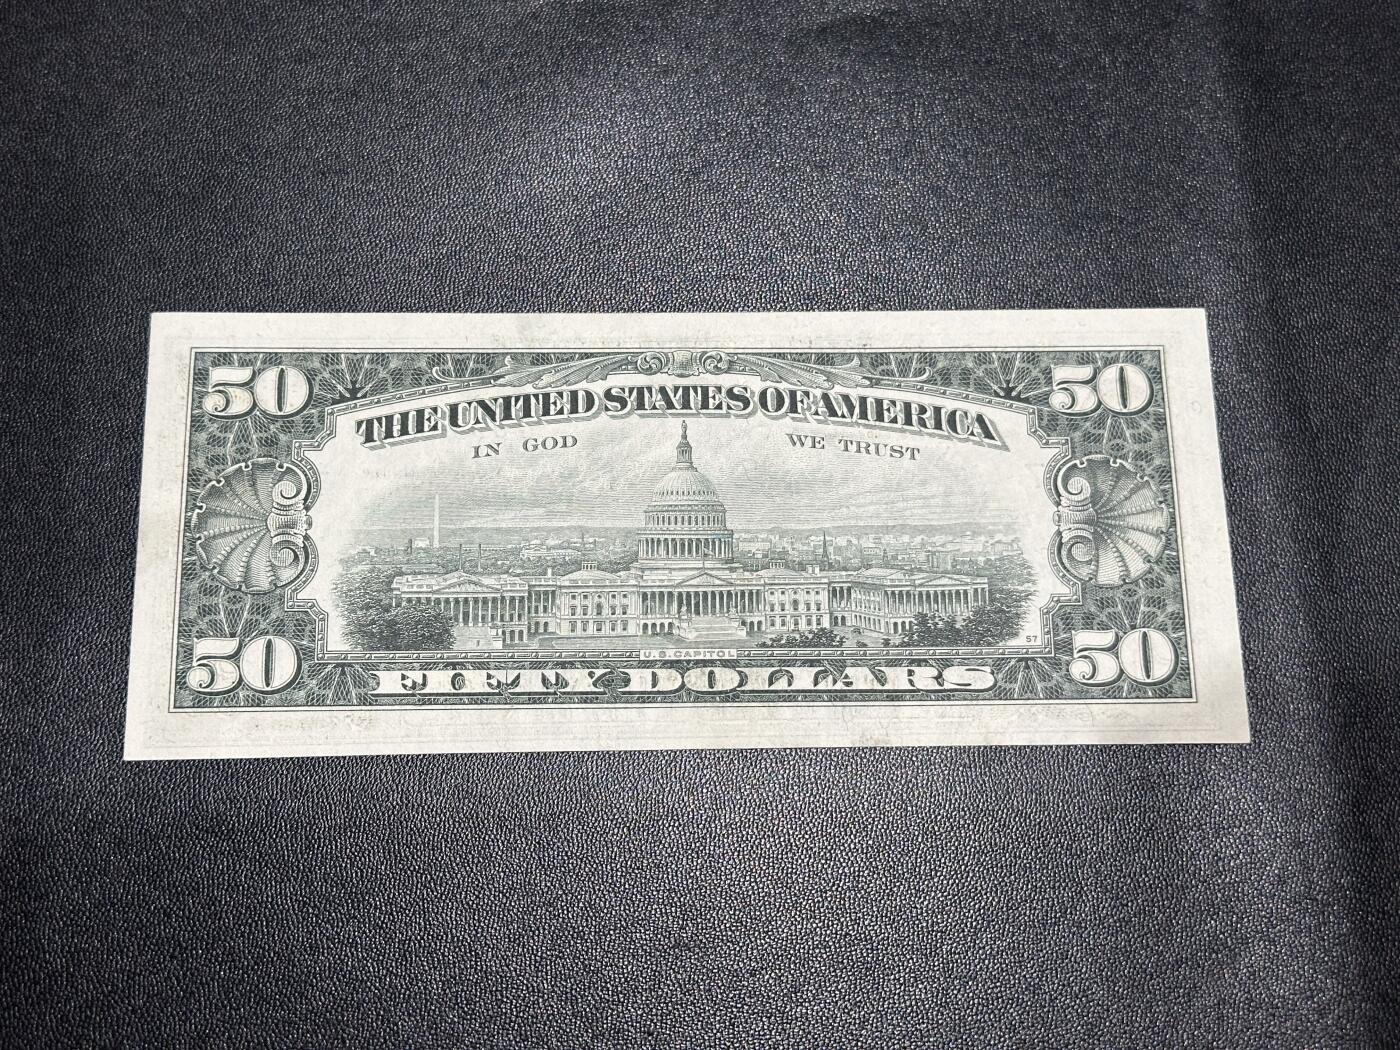 50 50
THE UNITED STATES OF AMERICA
IN GOD WE TRUST
57
U.S. CAPITOL
50 50
FIFTY DOLLARS